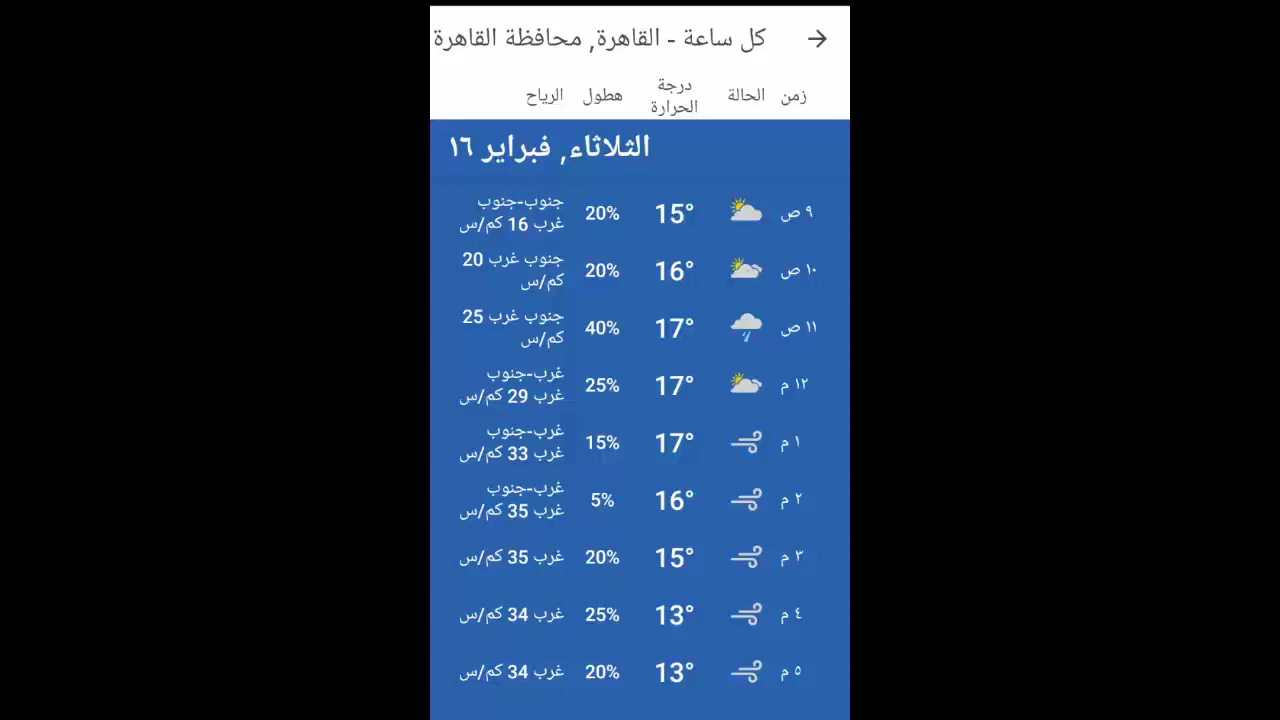 كل ساعة - القاهرة, محافظة القاهرة
زمن الحالة درجة الحرارة هطول الرياح
الثلاثاء, فبراير ١٦
٩ ص 15° 20% جنوب-جنوب
غرب 16 كم/س
١٠ ص 16° 20% جنوب غرب 20
كم/س
١١ ص 17° 40% جنوب غرب 25
كم/س
١٢ م 17° 25% غرب-جنوب
غرب 29 كم/س
١ م 17° 15% غرب-جنوب
غرب 33 كم/س
٢ م 16° 5% غرب-جنوب
غرب 35 كم/س
٣ م 15° 20% غرب 35 كم/س
٤ م 13° 25% غرب 34 كم/س
٥ م 13° 20% غرب 34 كم/س